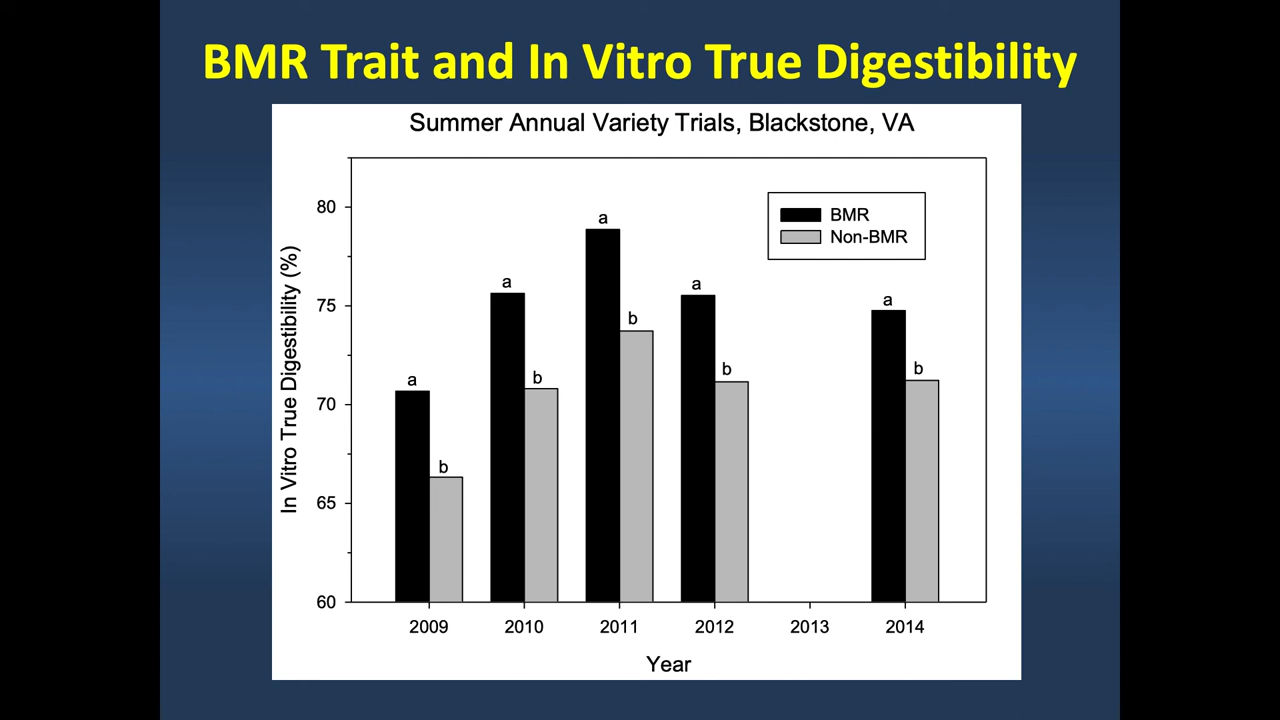 BMR Trait and In Vitro True Digestibility
Summer Annual Variety Trials, Blackstone, VA
In Vitro True Digestibility (%)
80
75
70
65
60
BMR
Non-BMR
a
b
a
b
a
b
a
b
a
b
2009
2010
2011
2012
2013
2014
Year